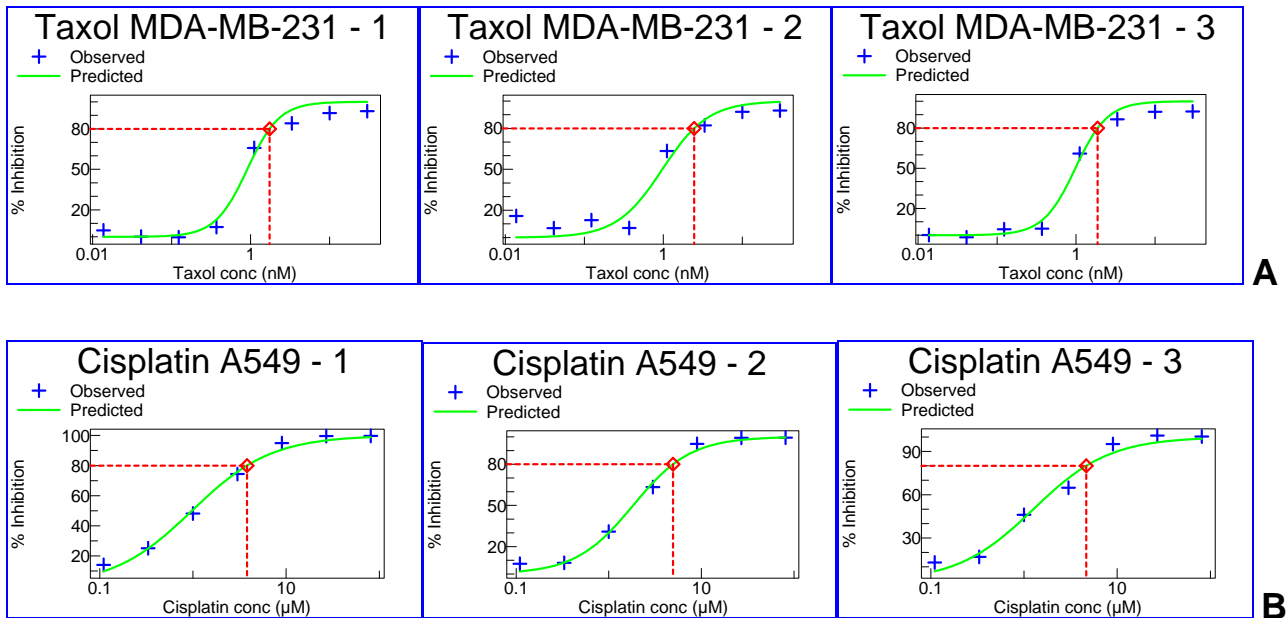 Taxol MDA-MB-231 - 1
Observed
Predicted
% Inhibition
80
50
20
0.01
1
Taxol conc (nM)
Taxol MDA-MB-231 - 2
Observed
Predicted
% Inhibition
80
50
20
0.01
1
Taxol conc (nM)
Taxol MDA-MB-231 - 3
Observed
Predicted
% Inhibition
80
50
20
0.01
1
Taxol conc (nM)
A
Cisplatin A549 - 1
Observed
Predicted
% Inhibition
100
80
60
40
20
0.1
10
Cisplatin conc (µM)
Cisplatin A549 - 2
Observed
Predicted
% Inhibition
80
50
20
0.1
10
Cisplatin conc (µM)
Cisplatin A549 - 3
Observed
Predicted
% Inhibition
90
60
30
0.1
10
Cisplatin conc (µM)
B